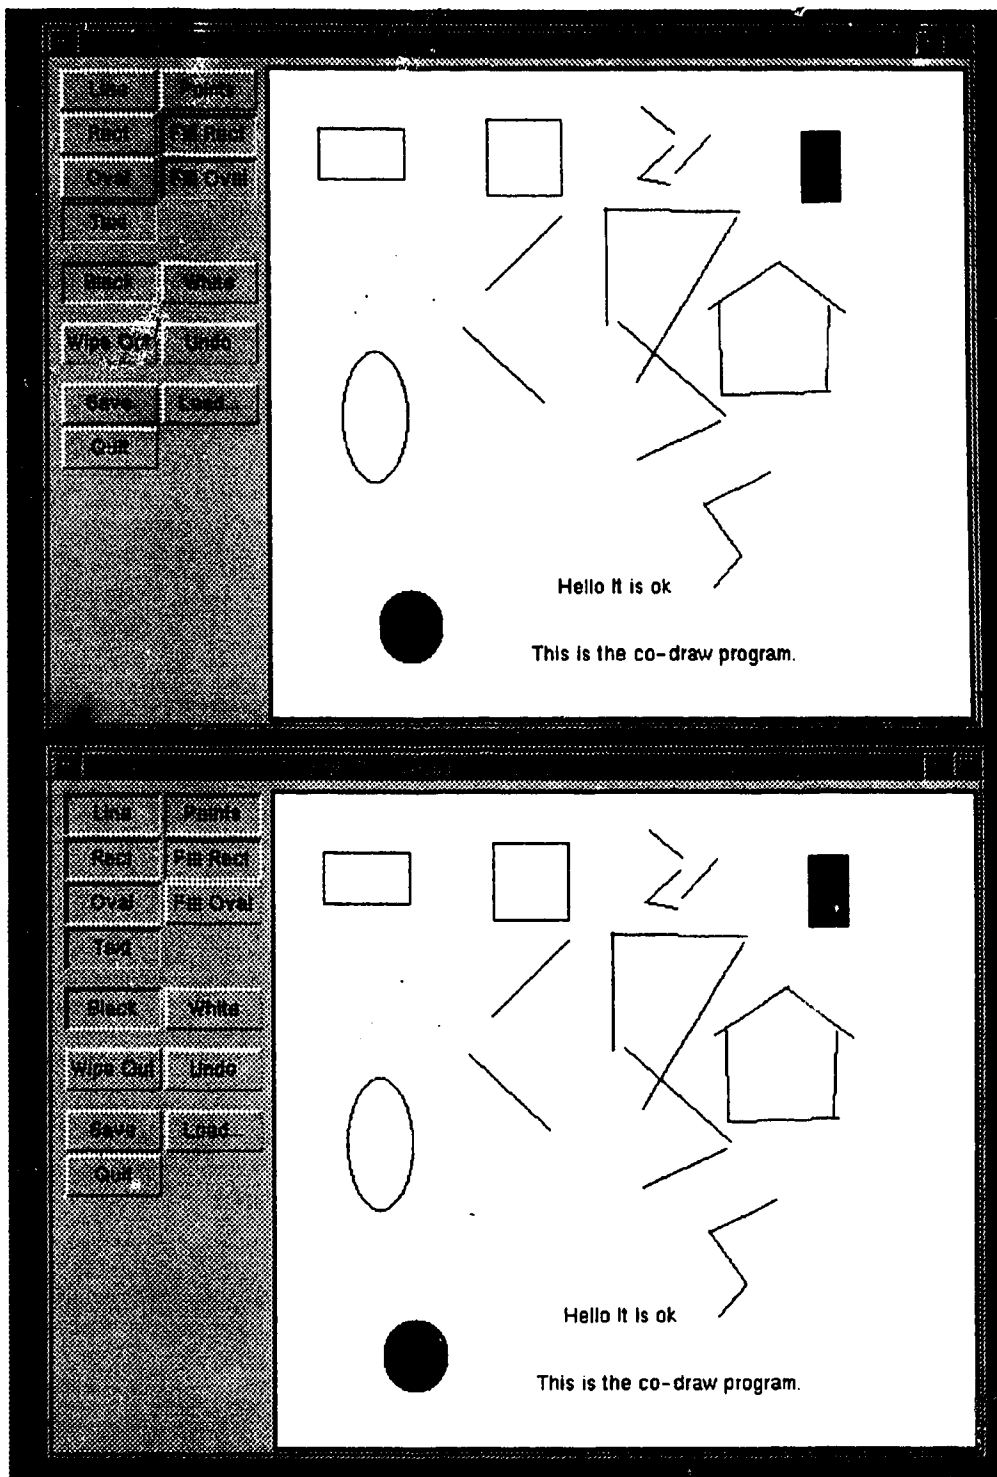 Line Points
Rect Fill Rect
Oval Fill Oval
Text
Black White
Wipe Out Undo
Save... Load...
Quit
Hello It is ok
This is the co-draw program.
Line Points
Rect Fill Rect
Oval Fill Oval
Text
Black White
Wipe Out Undo
Save... Load...
Quit
Hello It is ok
This is the co-draw program.